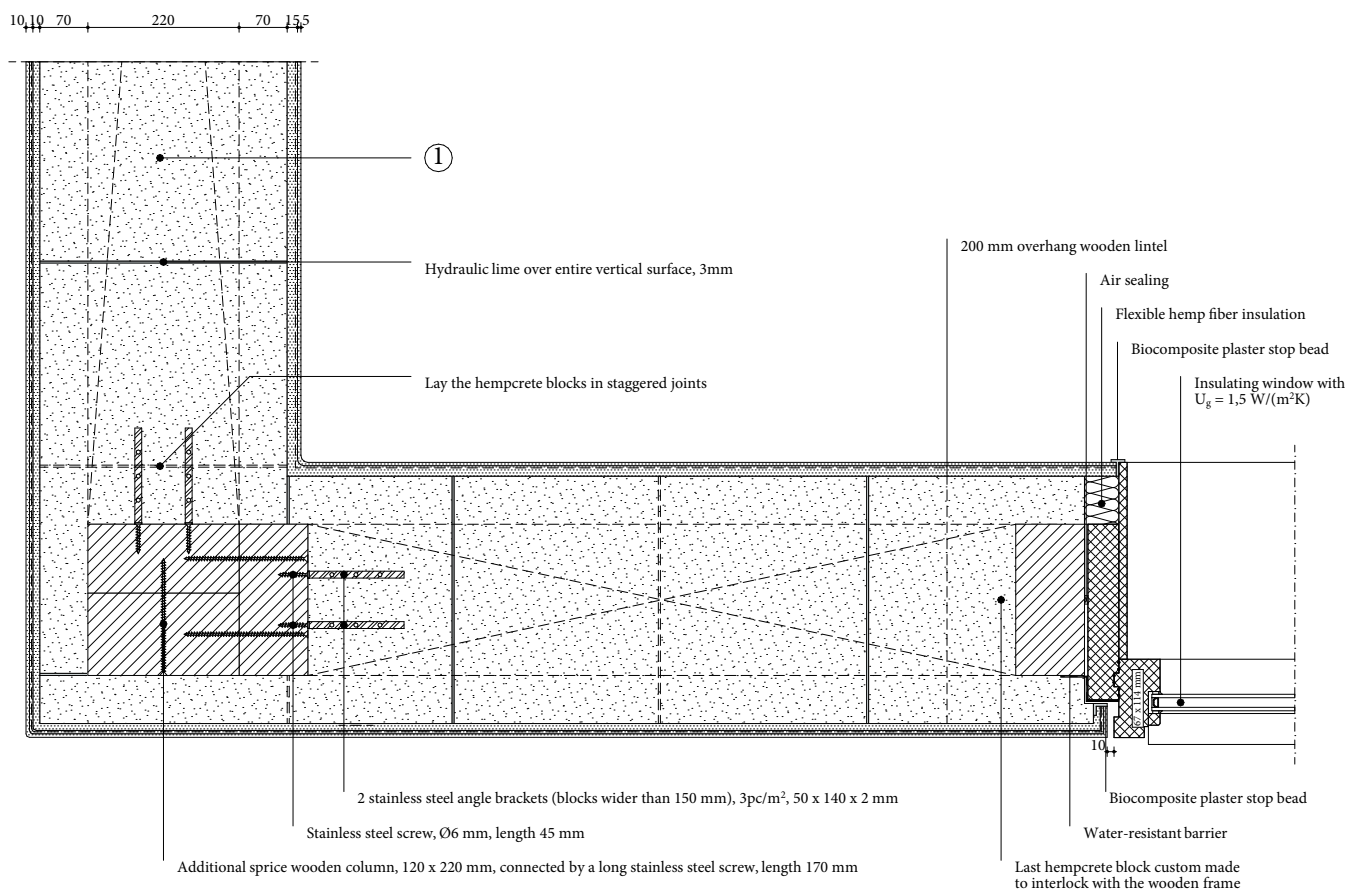 10 10 70 220 70 15 5
1
Hydraulic lime over entire vertical surface, 3mm
200 mm overhang wooden lintel
Air sealing
Flexible hemp fiber insulation
Biocomposite plaster stop bead
Lay the hempcrete blocks in staggered joints
Insulating window with
Ug = 1,5 W/(m²K)
67 x 114 mm
10
2 stainless steel angle brackets (blocks wider than 150 mm), 3pc/m², 50 x 140 x 2 mm
Biocomposite plaster stop bead
Stainless steel screw, Ø6 mm, length 45 mm
Water-resistant barrier
Additional sprice wooden column, 120 x 220 mm, connected by a long stainless steel screw, length 170 mm
Last hempcrete block custom made
to interlock with the wooden frame